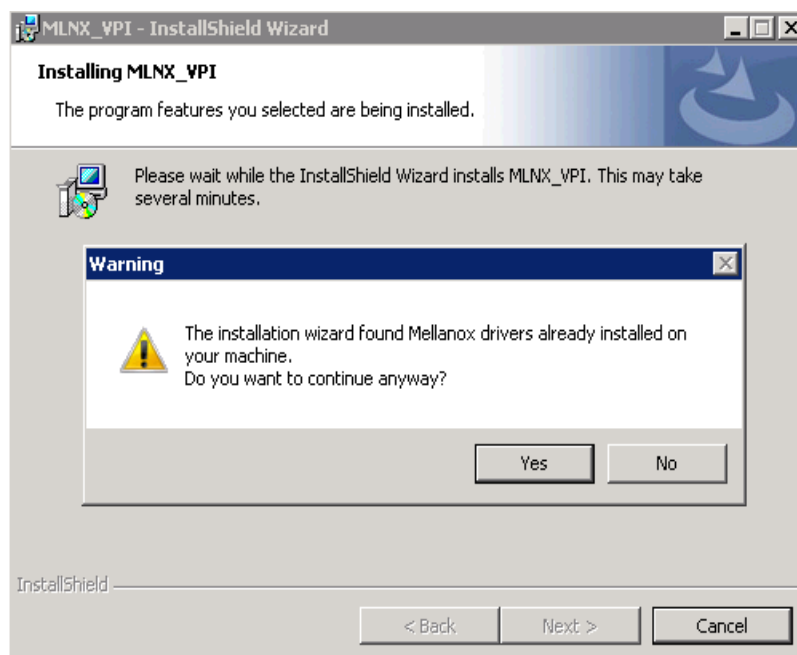 MLNX_VPI - InstallShield Wizard
Installing MLNX_VPI
The program features you selected are being installed.
Please wait while the InstallShield Wizard installs MLNX_VPI. This may take
several minutes.
Warning
The installation wizard found Mellanox drivers already installed on
your machine.
Do you want to continue anyway?
Yes
No
InstallShield
< Back
Next >
Cancel